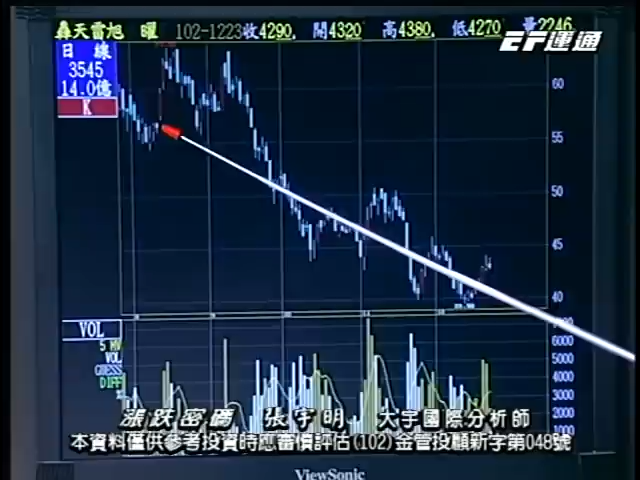 轟天雷旭 曜 102-1223收4290. 開4320 高4380. 低4270 量2246
EF運通
日 線
3545
14.0億
K
60
55
50
45
40
VOL
5 MV
VOL
DIFF
6000
5000
4000
3000
2000
1000
漲跌密碼 張宇明 大宇國際分析師
本資料僅供參考投資時應審慎評估(102)金管投顧新字第048號
ViewSonic